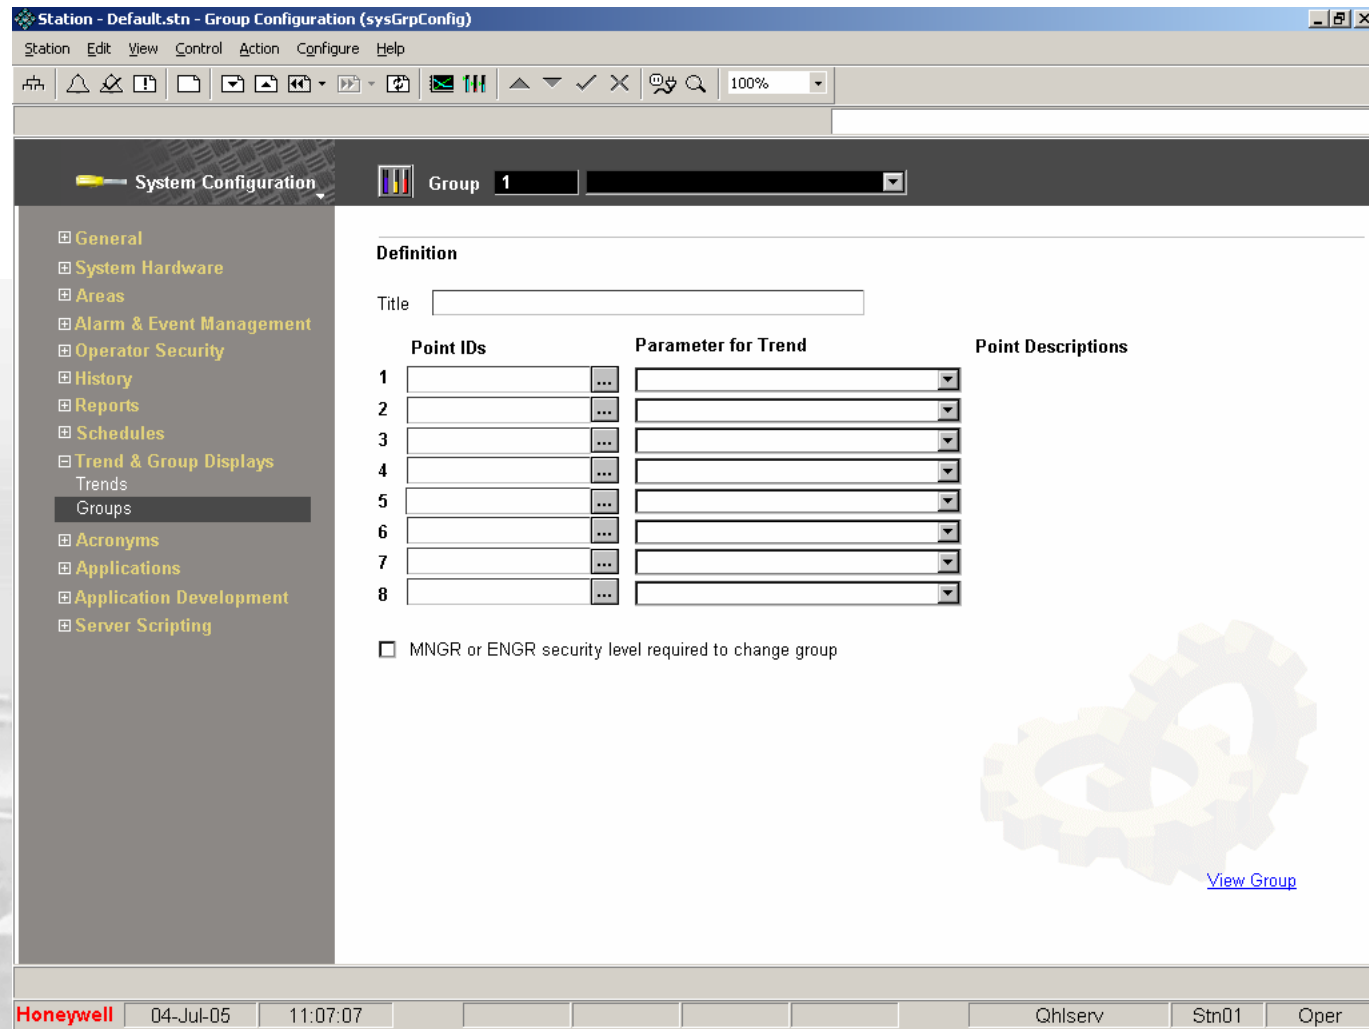 Station - Default.stn - Group Configuration (sysGrpConfig)
Station Edit View Control Action Configure Help
100%
System Configuration
Group 1
General
System Hardware
Areas
Alarm & Event Management
Operator Security
History
Reports
Schedules
Trend & Group Displays
Trends
Groups
Acronyms
Applications
Application Development
Server Scripting
Definition
Title
Point IDs Parameter for Trend Point Descriptions
1 ...
2 ...
3 ...
4 ...
5 ...
6 ...
7 ...
8 ...
MNGR or ENGR security level required to change group
View Group
Honeywell 04-Jul-05 11:07:07 Qhlserv Stn01 Oper